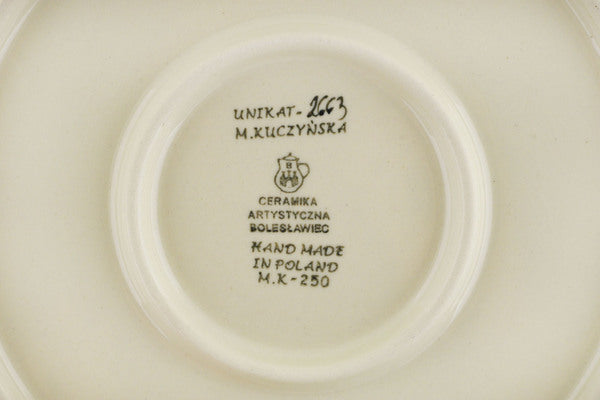 UNIKAT-2663
M.KUCZYŃSKA
B
CERAMIKA
ARTYSTYCZNA
BOLESŁAWIEC
HAND MADE
IN POLAND
M.K-250